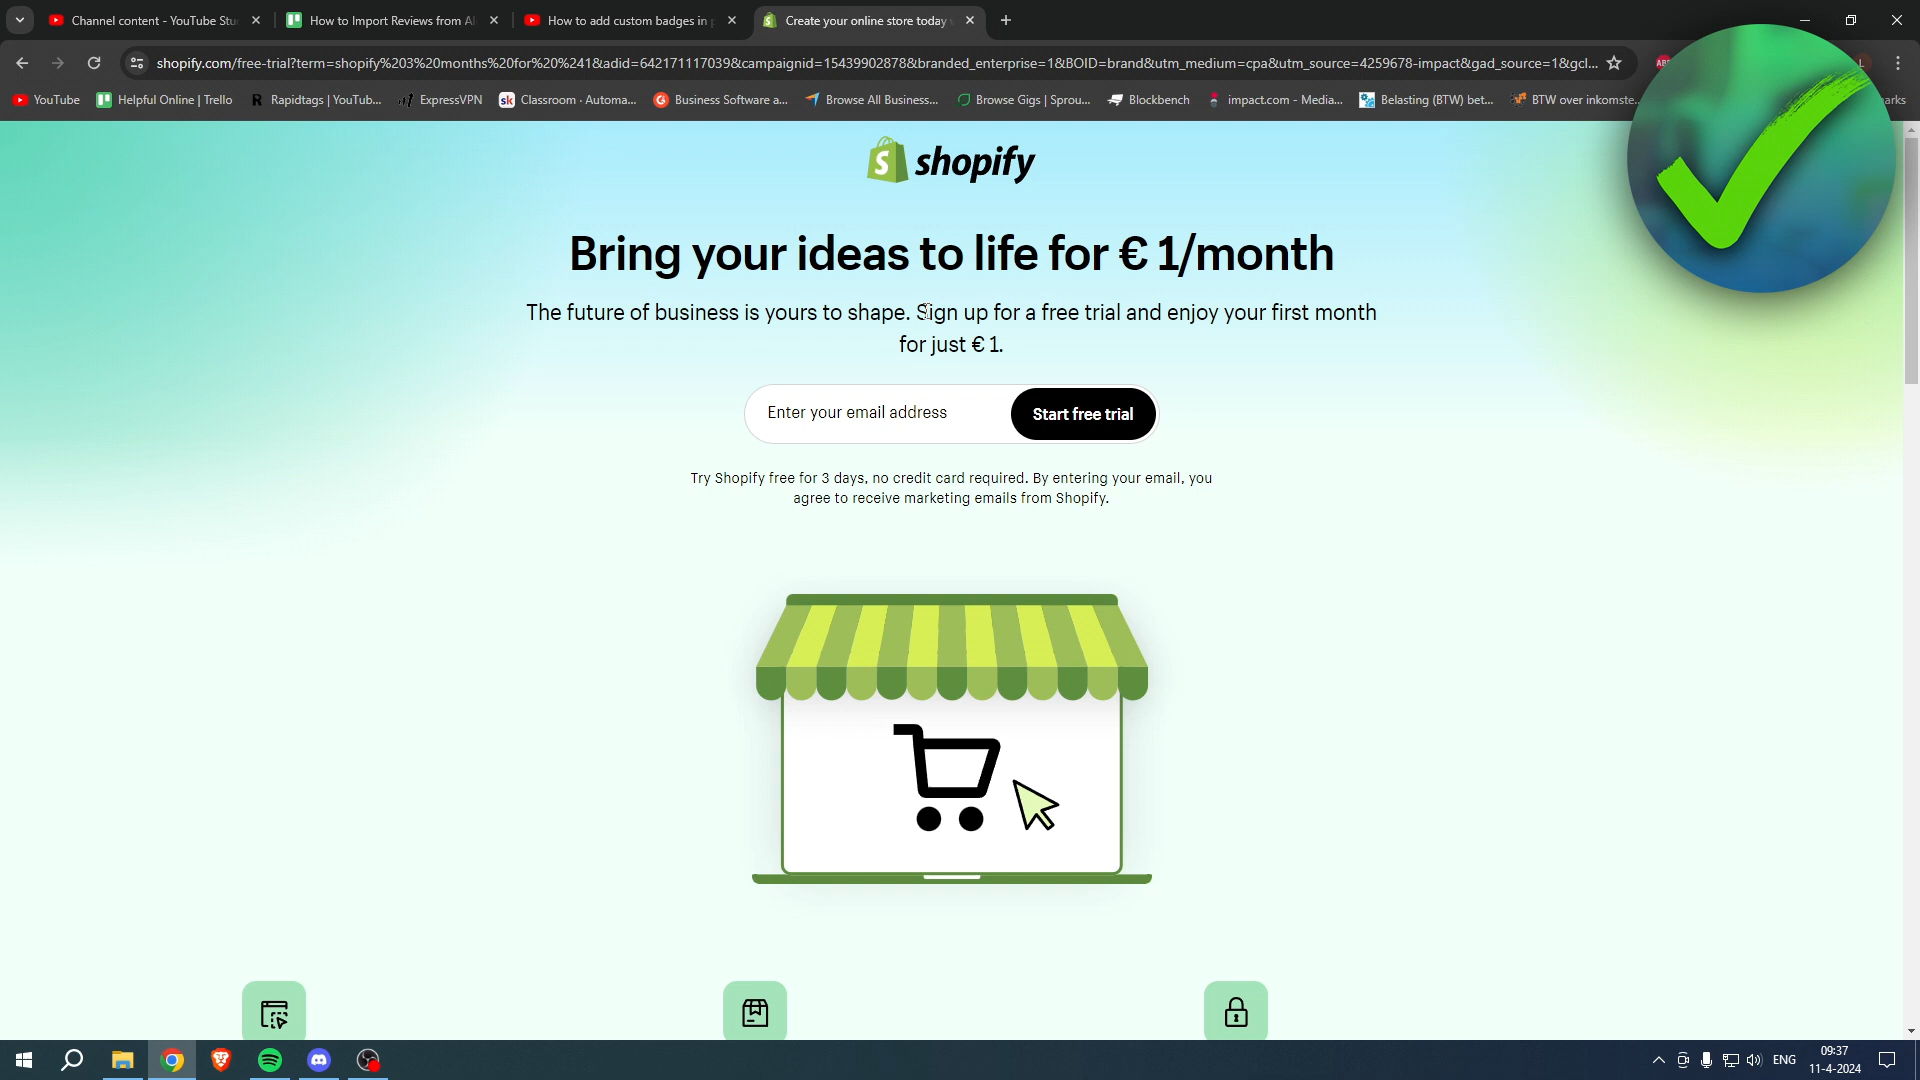 Channel content - YouTube Stu
How to Import Reviews from Al
How to add custom badges in
Create your online store today
shopify.com/free-trial?term=shopify%203%20months%20for%20%241&adid=642171117039&campaignid=15439902878&branded_enterprise=1&BOID=brand&utm_medium=cpa&utm_source=4259678-impact&gad_source=1&gcl...
YouTube
Helpful Online | Trello
Rapidtags | YouTub...
ExpressVPN
Classroom - Automa...
Business Software a...
Browse All Business...
Browse Gigs | Sprou...
Blockbench
impact.com - Media...
Belasting (BTW) bet...
BTW over inkomste...
shopify
Bring your ideas to life for € 1/month
The future of business is yours to shape. Sign up for a free trial and enjoy your first month
for just € 1.
Enter your email address
Start free trial
Try Shopify free for 3 days, no credit card required. By entering your email, you
agree to receive marketing emails from Shopify.
ENG
09:37
11-4-2024